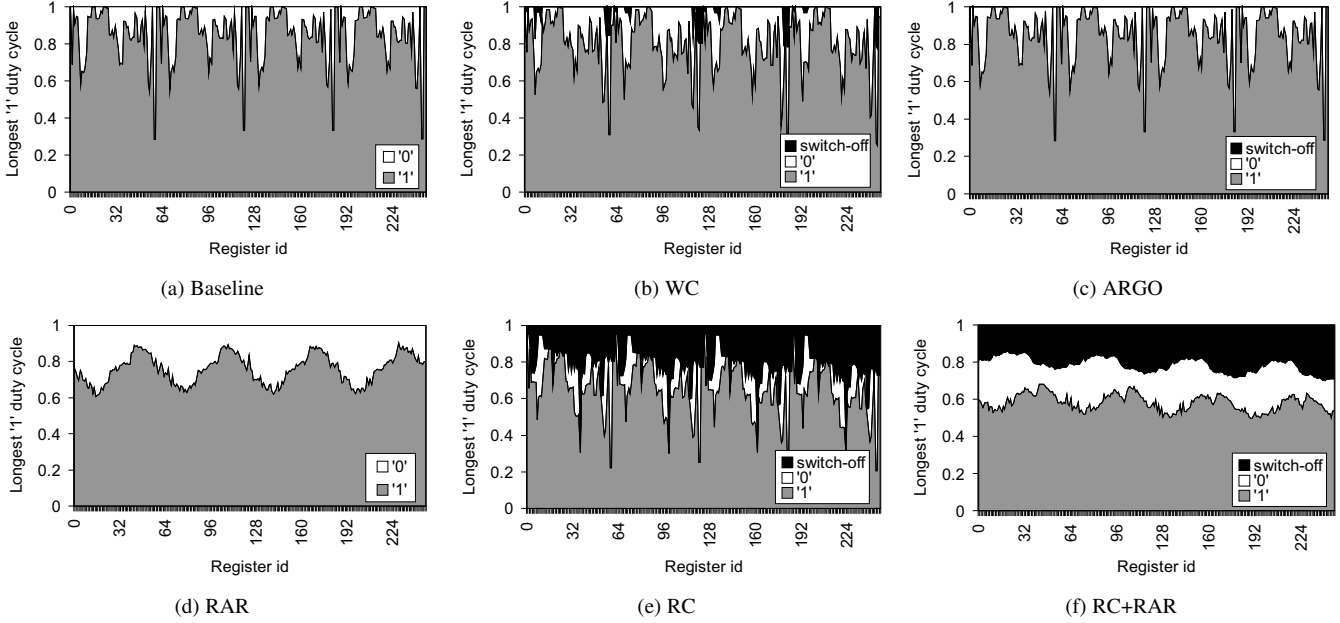 Longest '1' duty cycle
1
0.8
0.6
0.4
0.2
0
'0'
'1'
0 32 64 96 128 160 192 224
Register id
(a) Baseline
Longest '1' duty cycle
1
0.8
0.6
0.4
0.2
0
switch-off
'0'
'1'
0 32 64 96 128 160 192 224
Register id
(b) WC
Longest '1' duty cycle
1
0.8
0.6
0.4
0.2
0
switch-off
'0'
'1'
0 32 64 96 128 160 192 224
Register id
(c) ARGO
Longest '1' duty cycle
1
0.8
0.6
0.4
0.2
0
'0'
'1'
0 32 64 96 128 160 192 224
Register id
(d) RAR
Longest '1' duty cycle
1
0.8
0.6
0.4
0.2
0
switch-off
'0'
'1'
0 32 64 96 128 160 192 224
Register id
(e) RC
Longest '1' duty cycle
1
0.8
0.6
0.4
0.2
0
switch-off
'0'
'1'
0 32 64 96 128 160 192 224
Register id
(f) RC+RAR